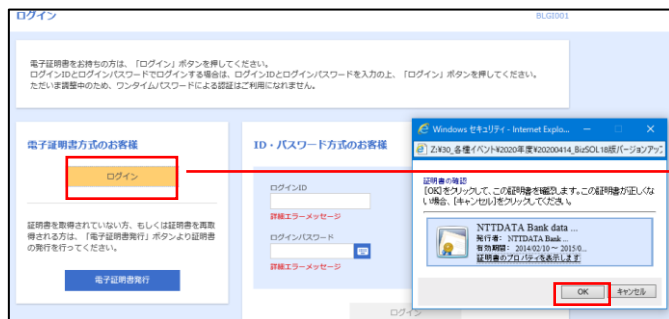 ログイン
BLGI001
電子証明書をお持ちの方は、「ログイン」ボタンを押してください。
ログインIDとログインパスワードでログインする場合は、ログインIDとログインパスワードを入力の上、「ログイン」ボタンを押してください。
ただいま調整中のため、ワンタイムパスワードによる認証はご利用になれません。
電子証明書方式のお客様
ログイン
証明書を取得されていない方、もしくは証明書を再取
得される方は、「電子証明書発行」ボタンより証明書
の発行を行ってください。
電子証明書発行
ID・パスワード方式のお客様
ログインID
詳細エラーメッセージ
ログインパスワード
詳細エラーメッセージ
ログイン
Windows セキュリティ - Internet Explo...
Z:¥30_各種イベント¥2020年度¥20200414_BizSOL18版バージョンアップ
証明書の確認
[OK]をクリックして、この証明書を確認します。この証明書が正しくな
い場合、[キャンセル]をクリックしてください。
NTTDATA Bank data ...
発行者: NTTDATA Bank ...
有効期間: 2014/02/10 ～ 2015/0...
証明書のプロパティを表示します
OK
キャンセル